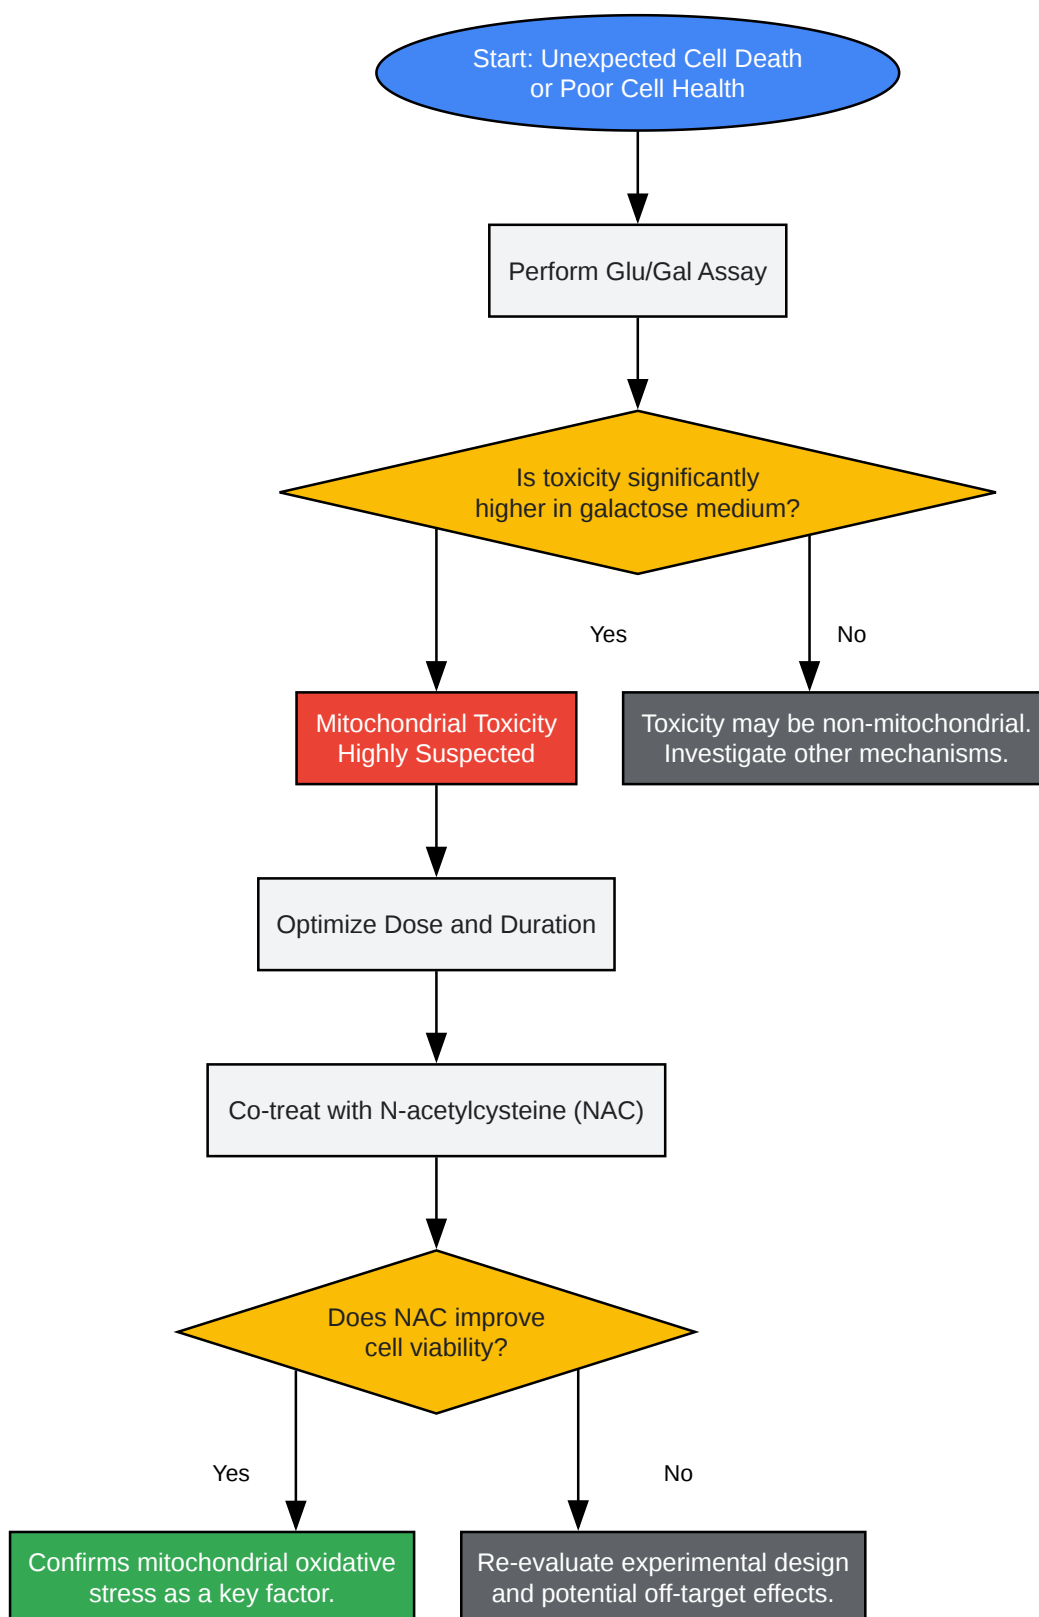 Start: Unexpected Cell Death
or Poor Cell Health
Perform Glu/Gal Assay
Is toxicity significantly
higher in galactose medium?
Yes
No
Mitochondrial Toxicity
Highly Suspected
Toxicity may be non-mitochondrial.
Investigate other mechanisms.
Optimize Dose and Duration
Co-treat with N-acetylcysteine (NAC)
Does NAC improve
cell viability?
Yes
No
Confirms mitochondrial oxidative
stress as a key factor.
Re-evaluate experimental design
and potential off-target effects.